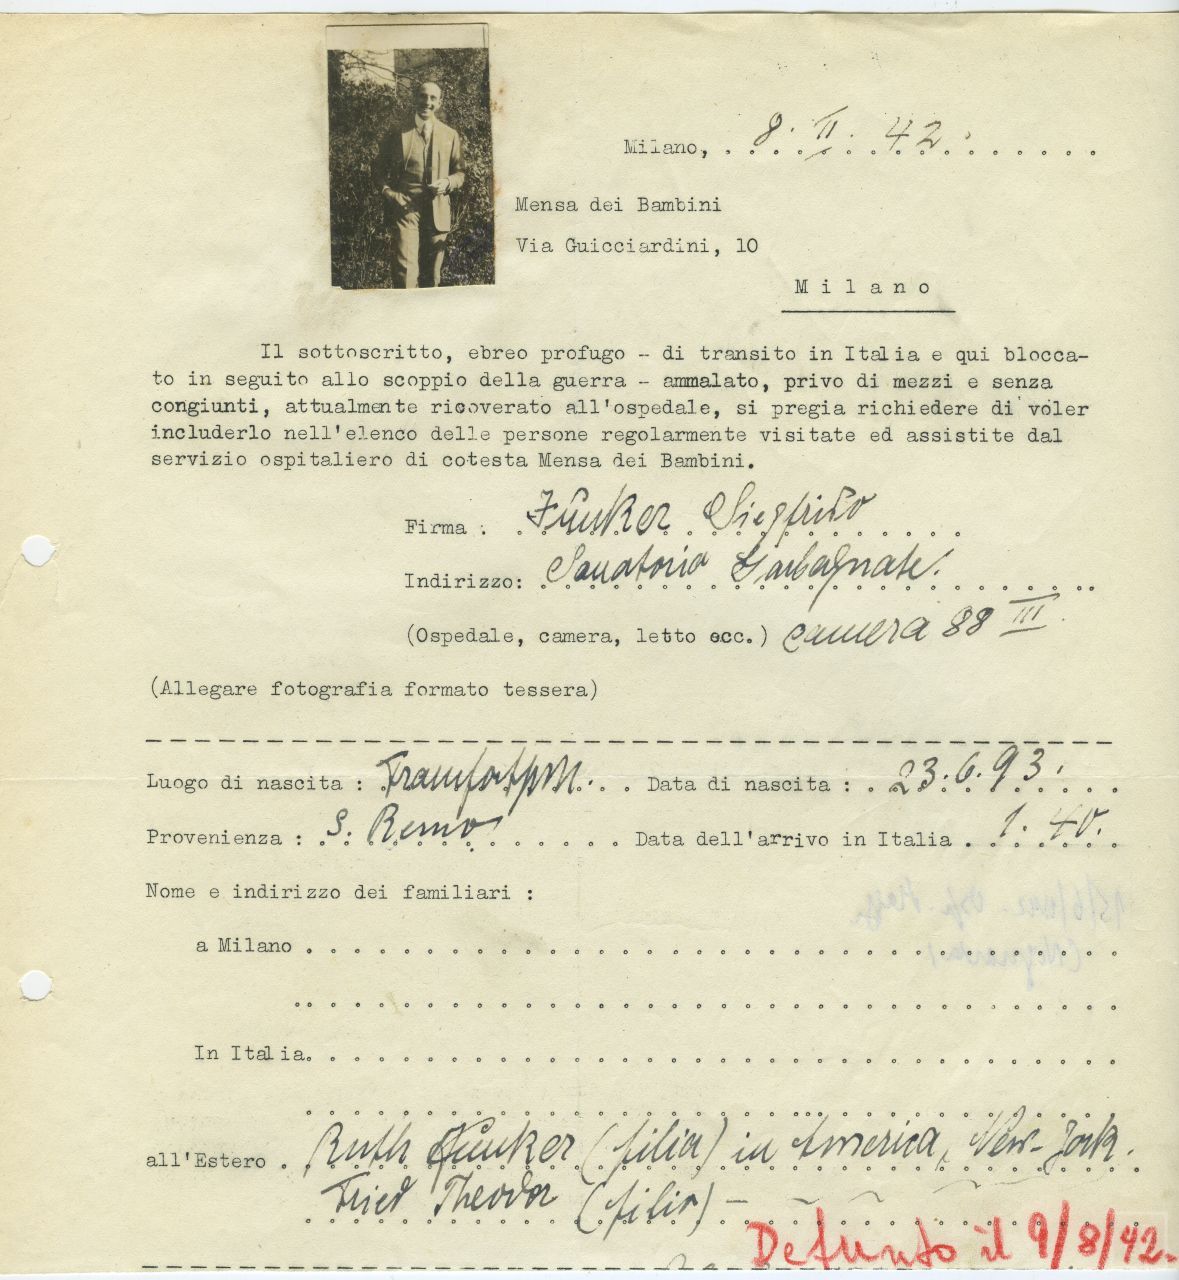 Milano, 8. II. 42.
Mensa dei Bambini
Via Guicciardini, 10
Milano
Il sottoscritto, ebreo profugo - di transito in Italia e qui blocca-
to in seguito allo scoppio della guerra - ammalato, privo di mezzi e senza
congiunti, attualmente ricoverato all'ospedale, si pregia richiedere di voler
includerlo nell'elenco delle persone regolarmente visitate ed assistite dal
servizio ospitaliero di cotesta Mensa dei Bambini.
Firma : Siegfrido
Indirizzo: Sanatorio Garbagnate.
(Ospedale, camera, letto ecc.) camera 88 III.
(Allegare fotografia formato tessera)
Luogo di nascita : Data di nascita : 23.6.93.
Provenienza : S. Remo Data dell'arrivo in Italia 1. 40.
Nome e indirizzo dei familiari :
a Milano
In Italia
all'Estero Ruth (filia) in America, New-Jork.
Fried Theodor (filio) -
Defunto il 9/8/42-